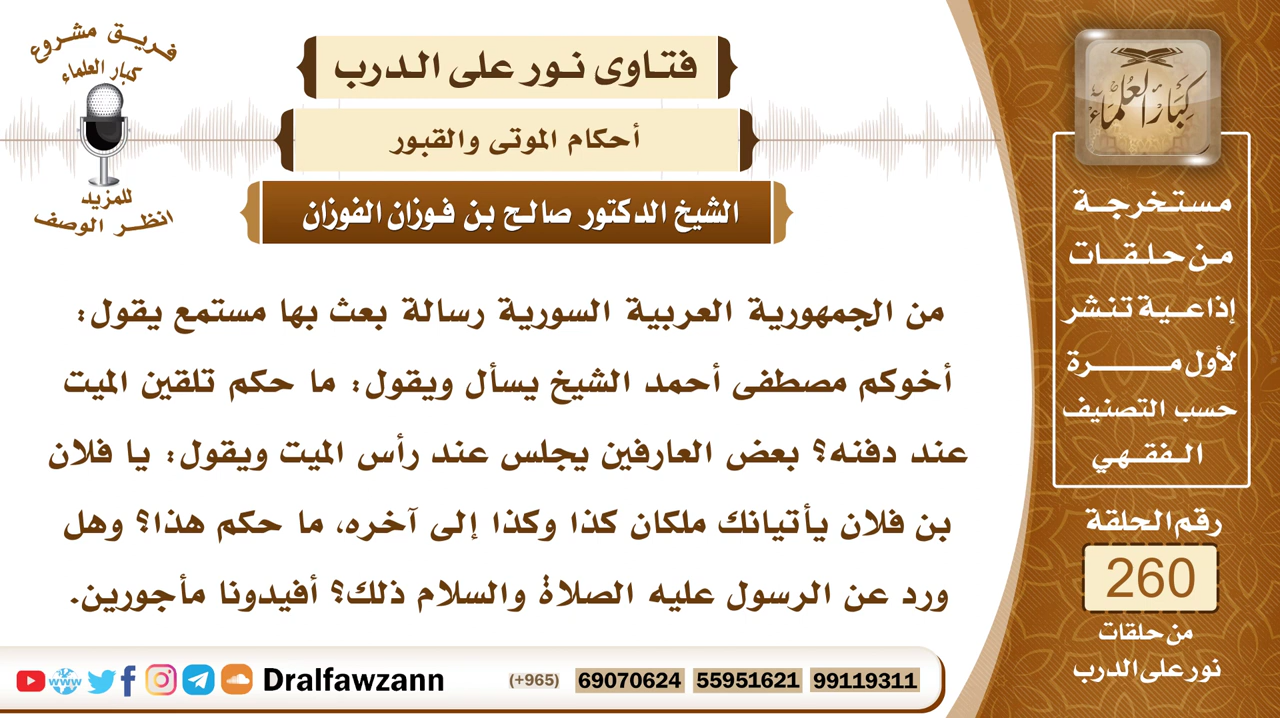 فريق مشروع
كبار العلماء
للمزيد
انظر الوصف
فتاوى نور على الدرب
أحكام الموتى والقبور
الشيخ الدكتور صالح بن فوزان الفوزان
من الجمهورية العربية السورية رسالة بعث بها مستمع يقول:
أخوكم مصطفى أحمد الشيخ يسأل ويقول: ما حكم تلقين الميت
عند دفنه؟ بعض العارفين يجلس عند رأس الميت ويقول: يا فلان
بن فلان يأتيانك ملكان كذا وكذا إلى آخره، ما حكم هذا؟ وهل
ورد عن الرسول عليه الصلاة والسلام ذلك؟ أفيدونا مأجورين.
كبار العلماء
مستخرجة
من حلقات
إذاعية تنشر
لأول مرة
حسب التصنيف
الفقهي
رقم الحلقة
260
من حلقات
نور على الدرب
www Dralfawzann (+965) 69070624 55951621 99119311